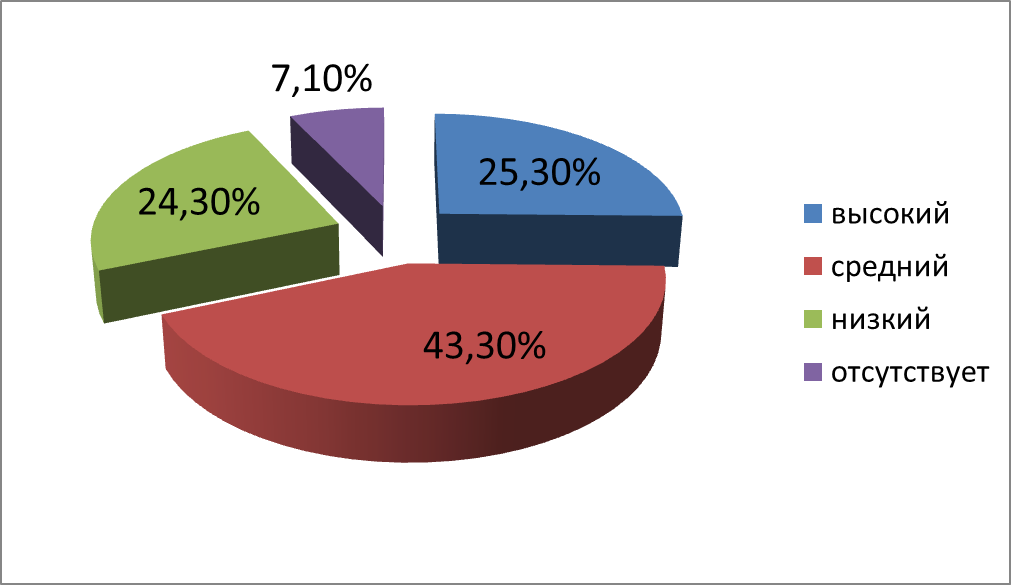 7,10%
25,30%
24,30%
43,30%
высокий
средний
низкий
отсутствует